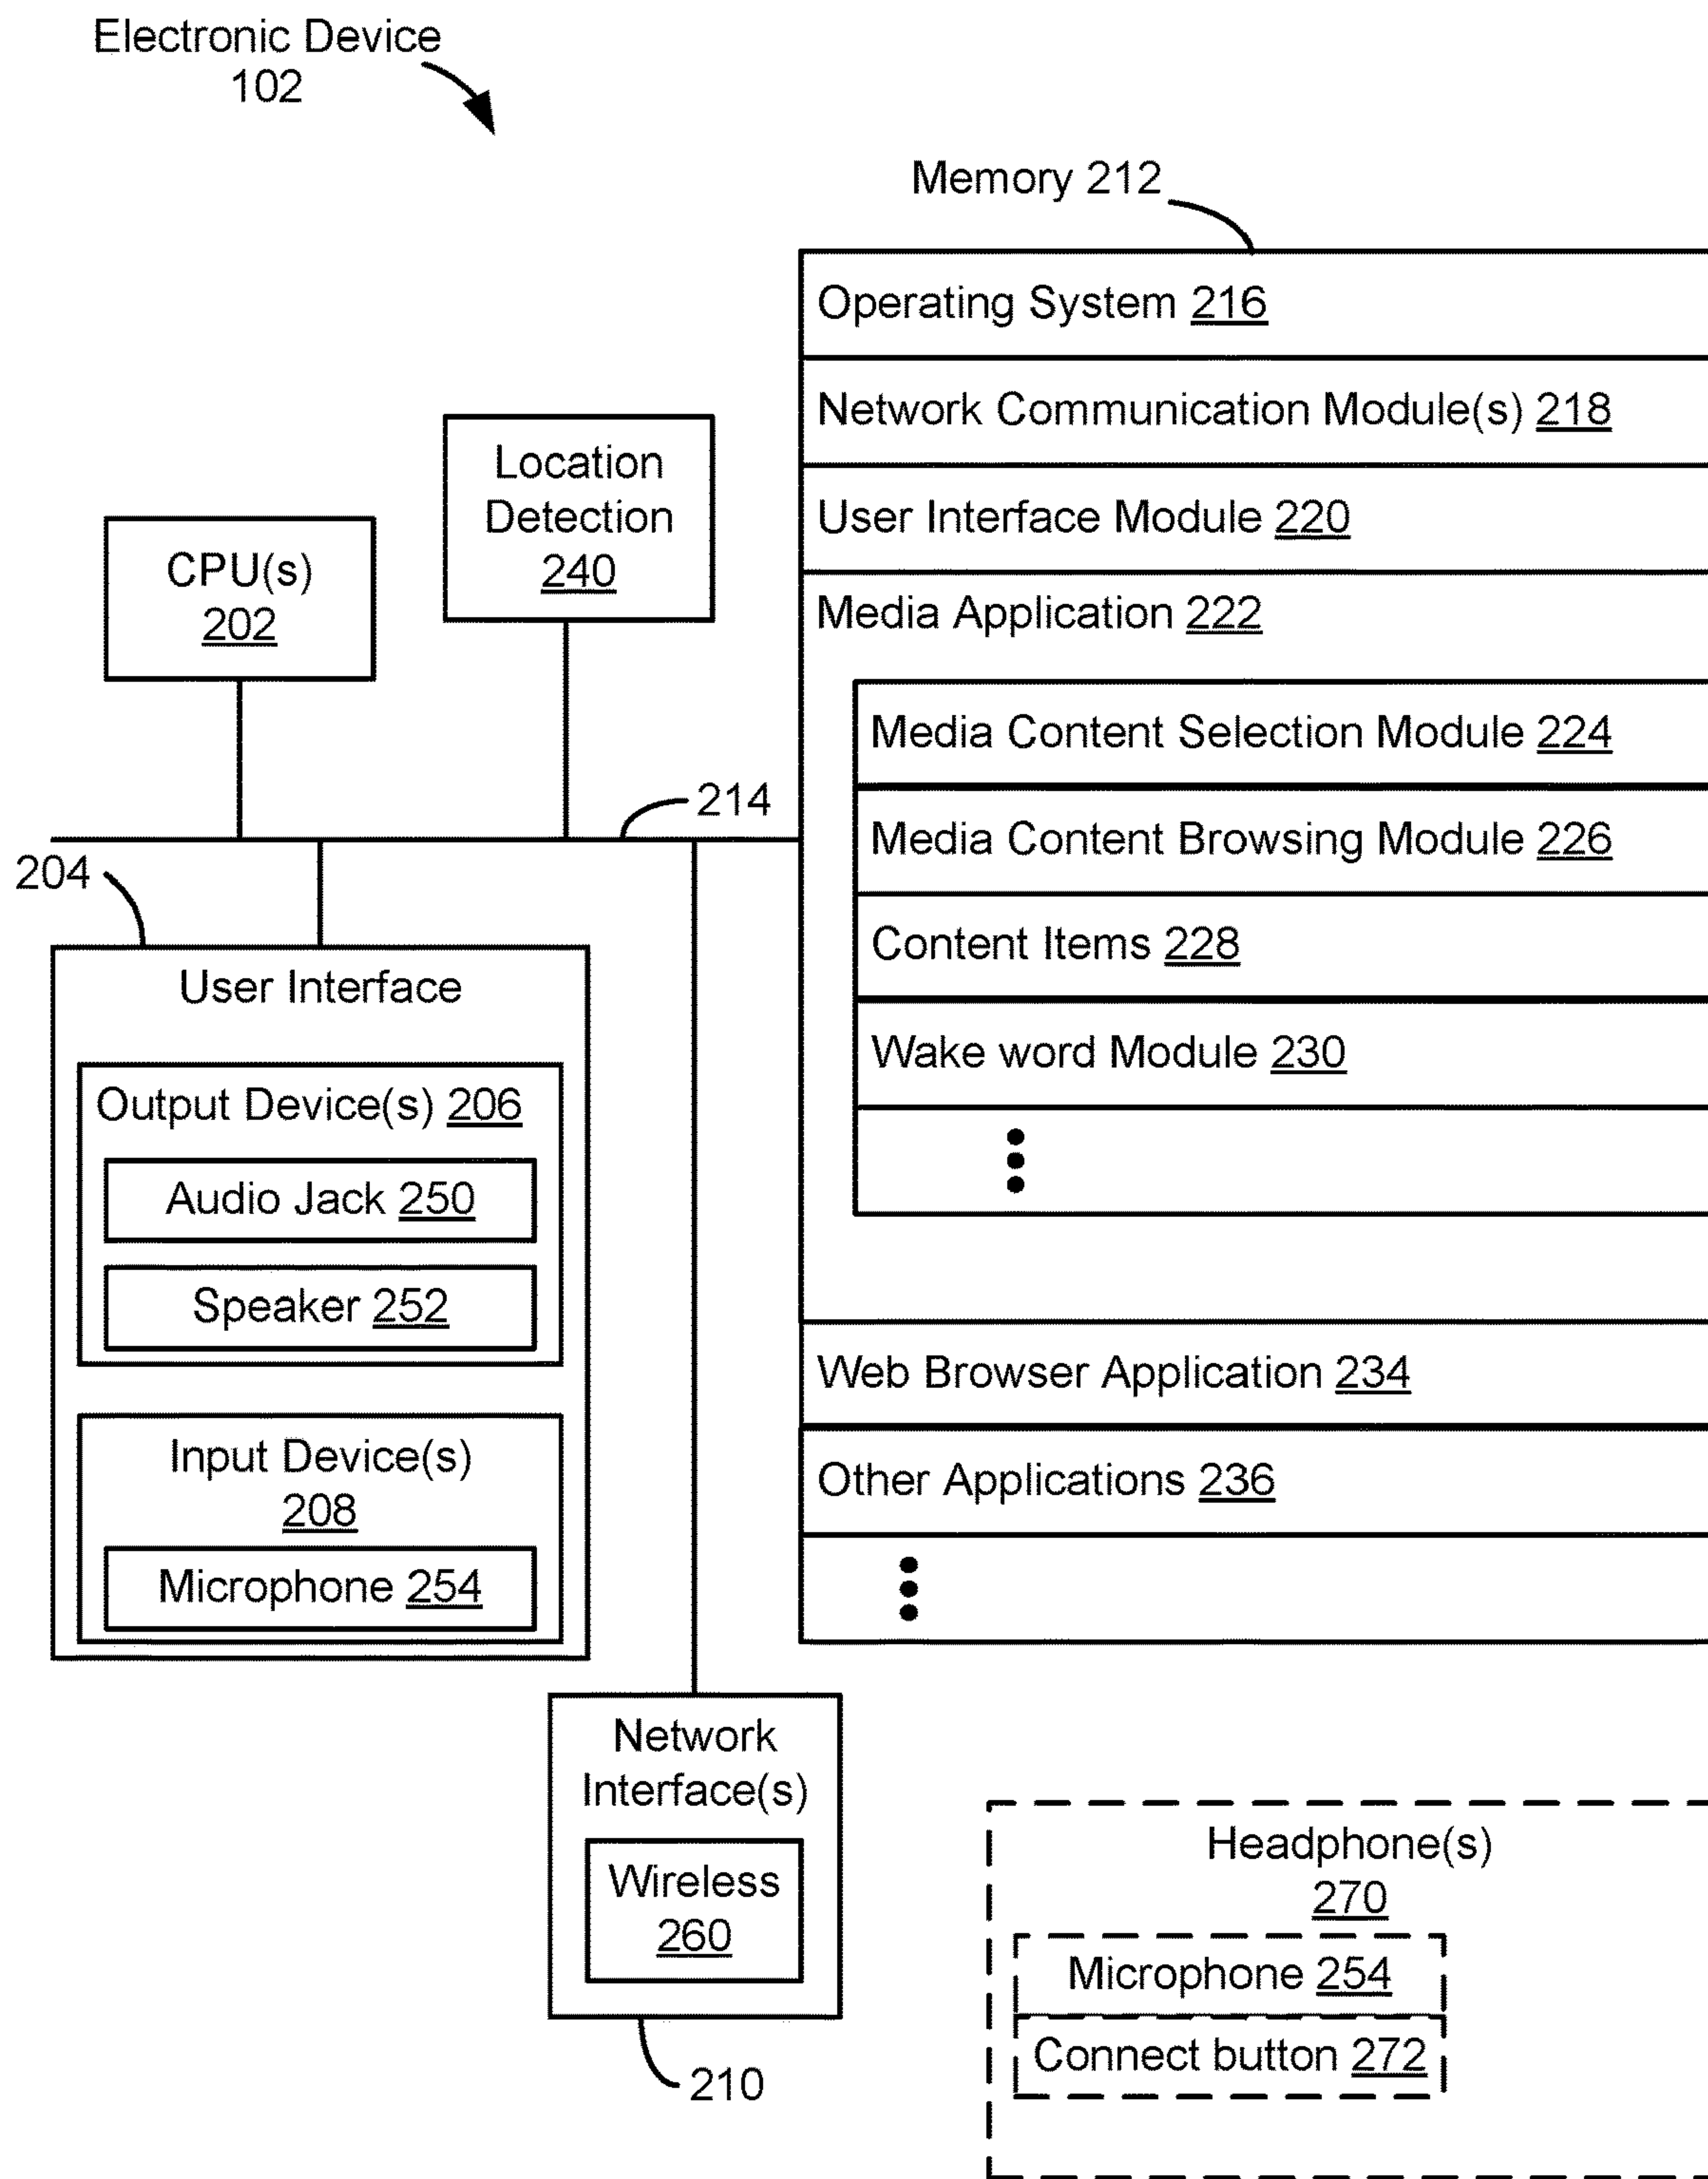 Electronic Device
102
Memory 212
Operating System 216
Network Communication Module(s) 218
User Interface Module 220
Media Application 222
Media Content Selection Module 224
Media Content Browsing Module 226
Content Items 228
Wake word Module 230
Web Browser Application 234
Other Applications 236
Location
Detection
240
CPU(s)
202
214
204
User Interface
Output Device(s) 206
Audio Jack 250
Speaker 252
Input Device(s)
208
Microphone 254
Network
Interface(s)
Wireless
260
210
Headphone(s)
270
Microphone 254
Connect button 272